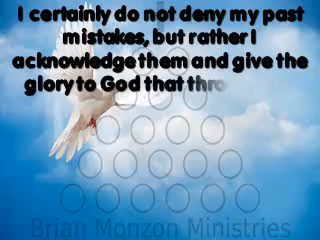 I certainly do not deny my past
mistakes, but rather I
acknowledge them and give the
glory to God that thro
Brian Monzon Ministries